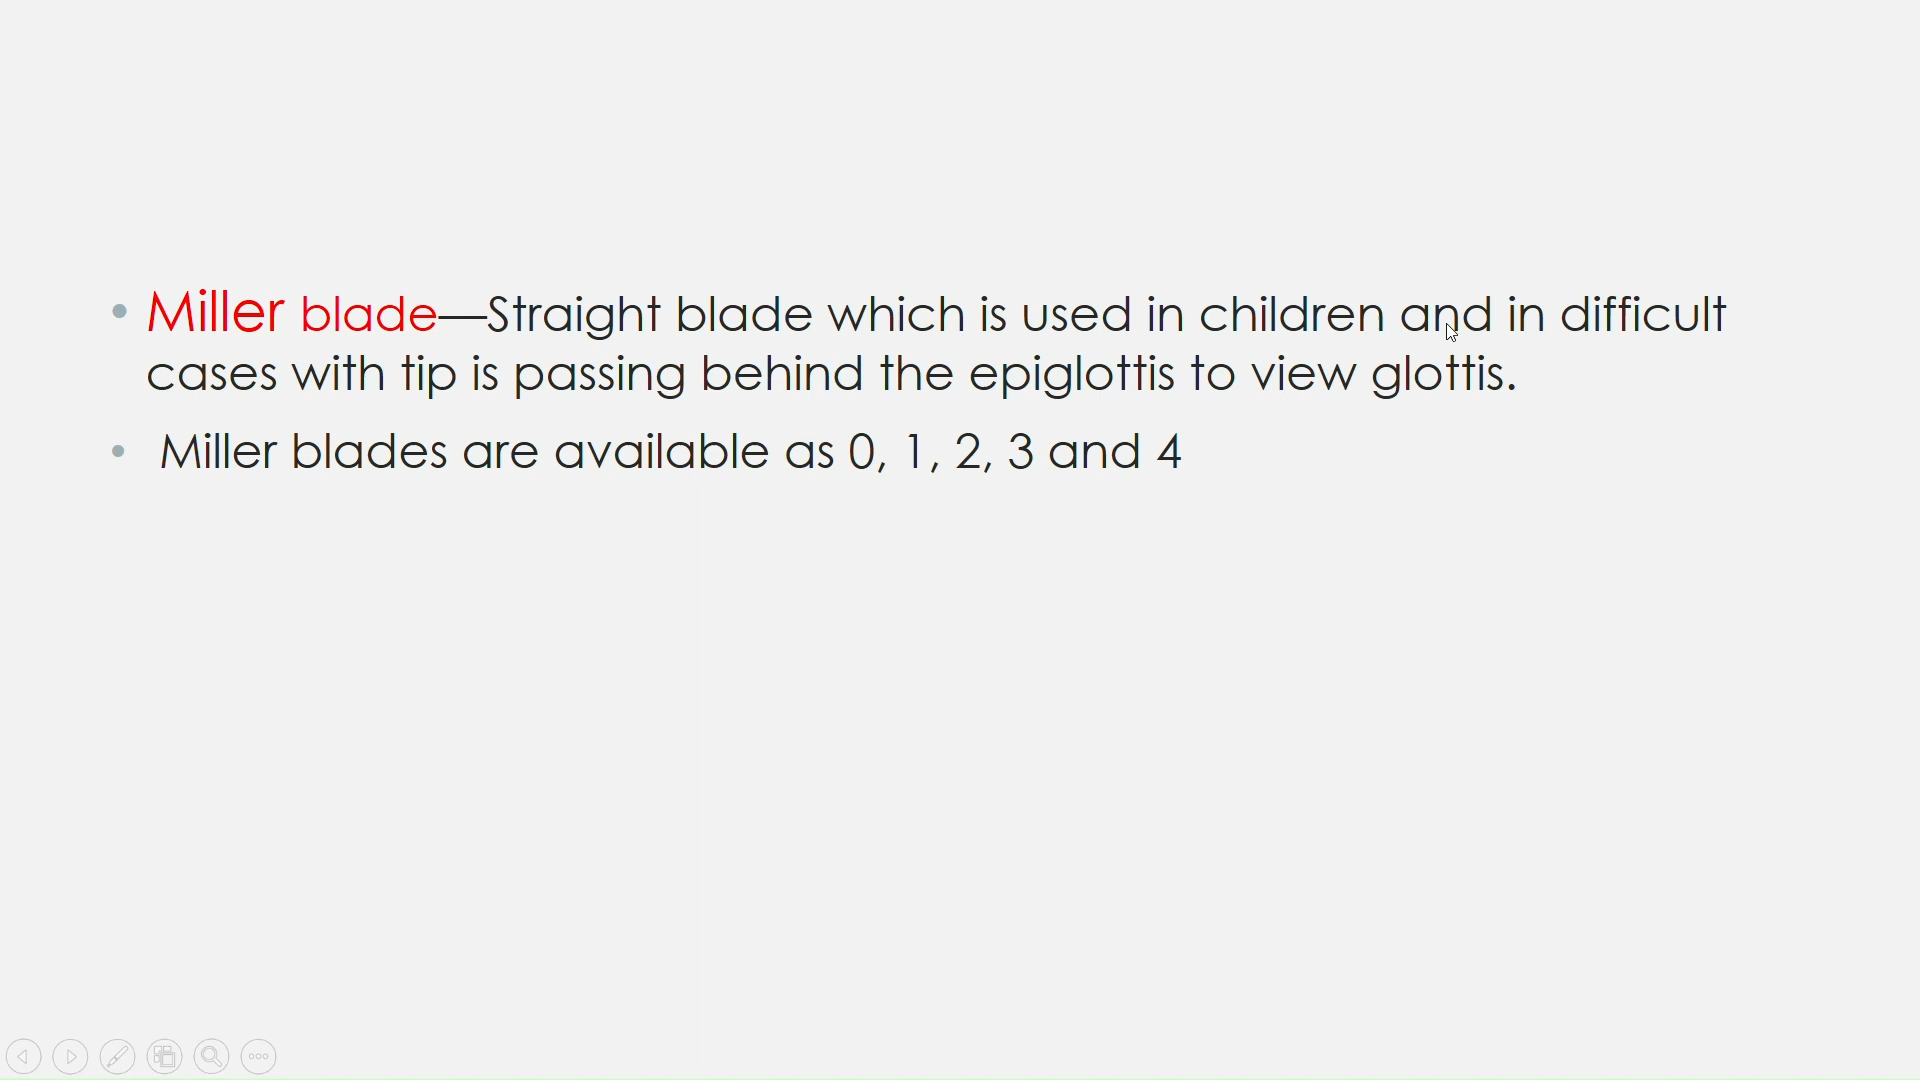 • Miller blade—Straight blade which is used in children and in difficult
cases with tip is passing behind the epiglottis to view glottis.
• Miller blades are available as 0, 1, 2, 3 and 4